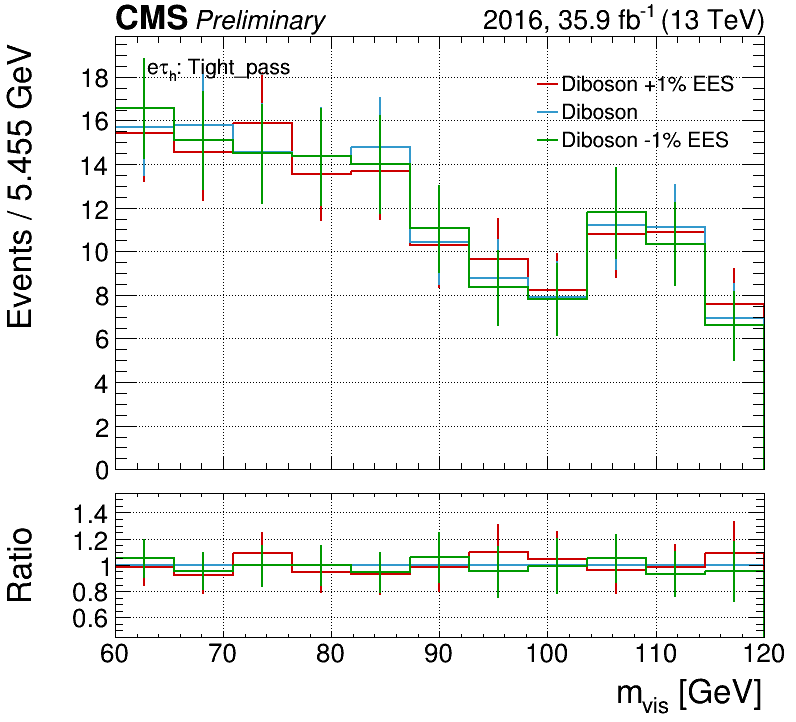 CMS Preliminary 2016, 35.9 fb⁻¹ (13 TeV)
eτh: Tight_pass
Diboson +1% EES
Diboson
Diboson -1% EES
Events / 5.455 GeV
18
16
14
12
10
8
6
4
2
0
Ratio
1.4
1.2
1
0.8
0.6
60 70 80 90 100 110 120
mvis [GeV]